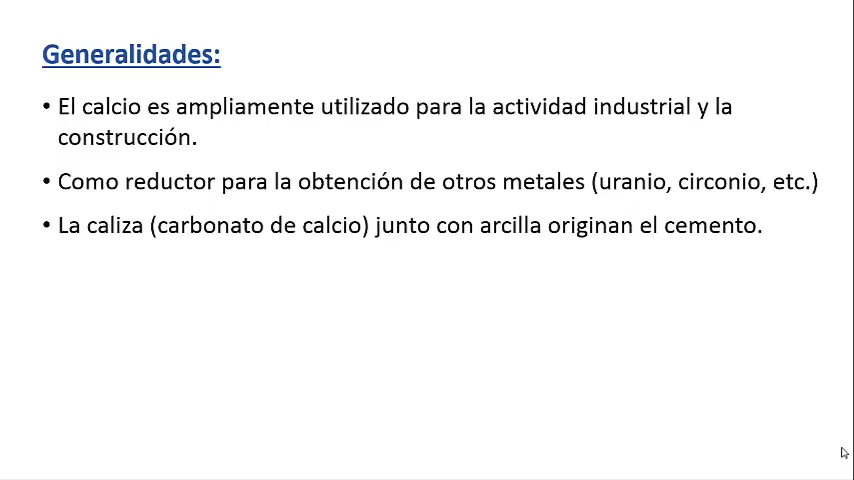 Generalidades:
• El calcio es ampliamente utilizado para la actividad industrial y la
construcción.
• Como reductor para la obtención de otros metales (uranio, circonio, etc.)
• La caliza (carbonato de calcio) junto con arcilla originan el cemento.